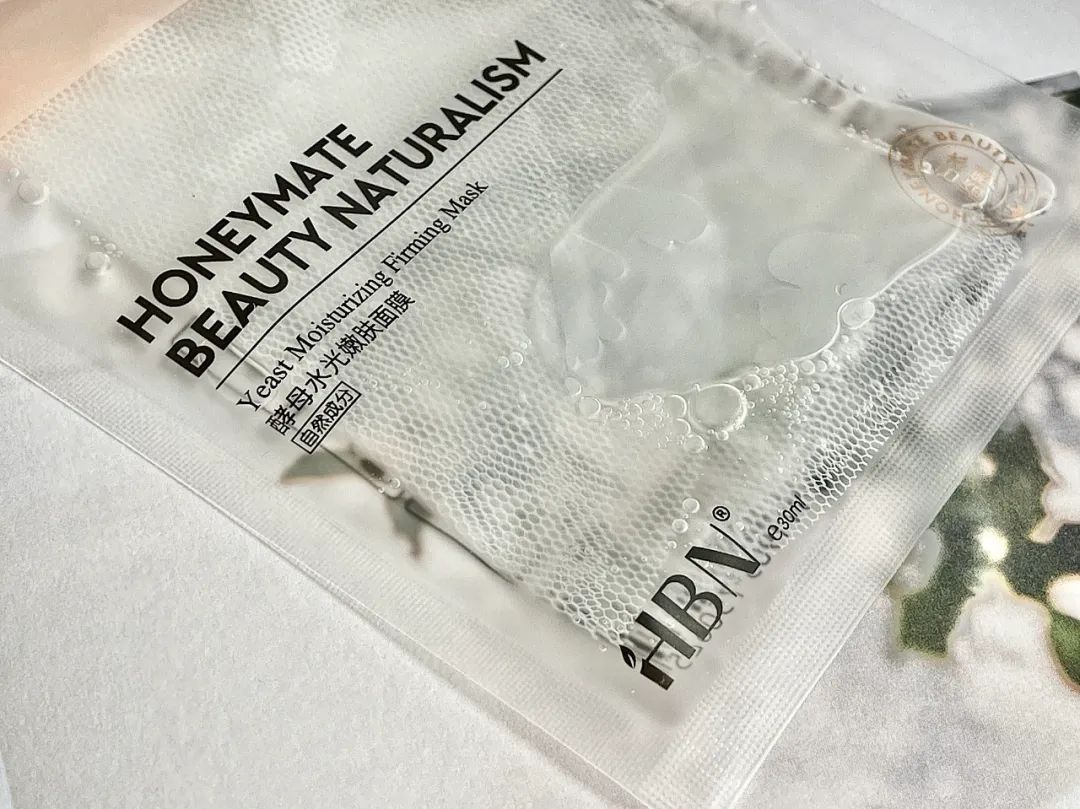 HONEYMATE
BEAUTY NATURALISM
Yeast Moisturizing Firming Mask
酵母水光嫩肤面膜
自然成分
HBN®
e30ml
BEAUTY